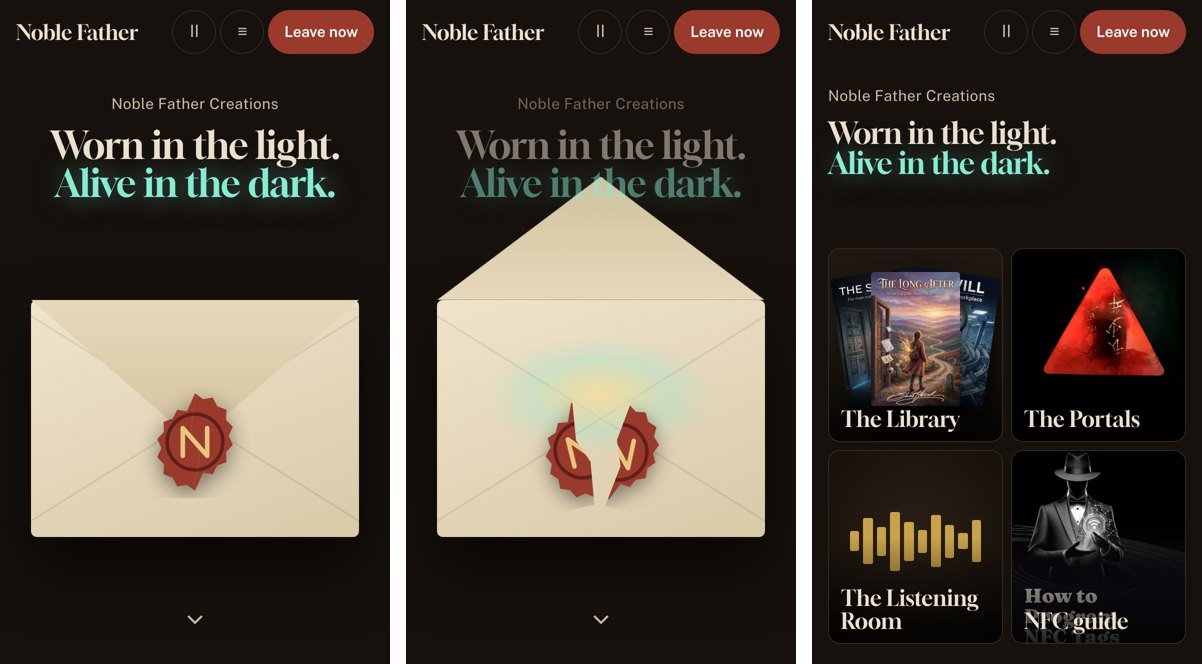 Noble Father
Leave now
Noble Father Creations
Worn in the light.
Alive in the dark.
N
Noble Father
Leave now
Noble Father Creations
Worn in the light.
Alive in the dark.
N
Noble Father
Leave now
Noble Father Creations
Worn in the light.
Alive in the dark.
THE LONG AFTER
The Library
The Portals
The Listening
Room
How to
Program
NFC Tags
NFC guide